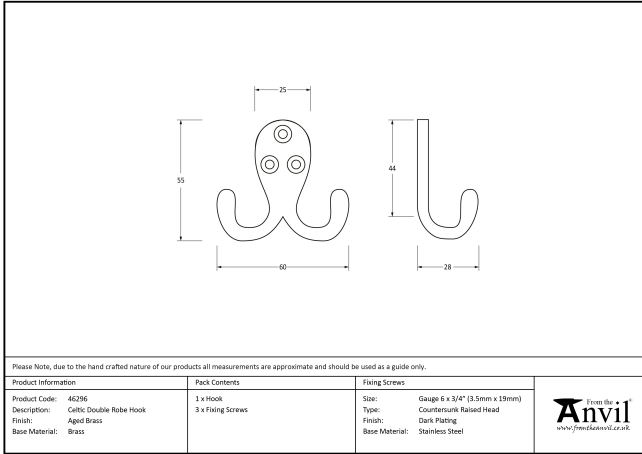 25
55
44
60
28
Please Note, due to the hand crafted nature of our products all measurements are approximate and should be used as a guide only.
Product Information
Product Code: 46296
Description: Celtic Double Robe Hook
Finish: Aged Brass
Base Material: Brass
Pack Contents
1 x Hook
3 x Fixing Screws
Fixing Screws
Size: Gauge 6 x 3/4" (3.5mm x 19mm)
Type: Countersunk Raised Head
Finish: Dark Plating
Base Material: Stainless Steel
From the
Anvil®
www.fromtheanvil.co.uk